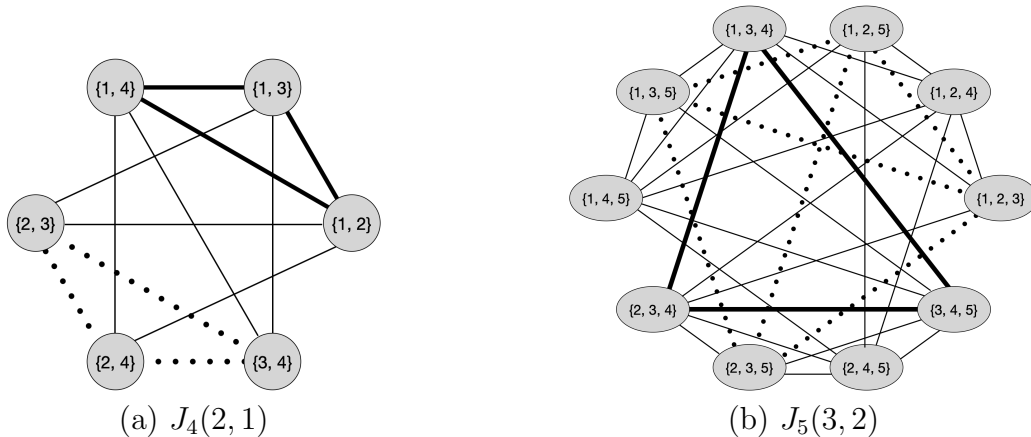 {1, 4}
{1, 3}
{2, 3}
{1, 2}
{2, 4}
{3, 4}
(a) J₄(2, 1)
{1, 3, 4}
{1, 2, 5}
{1, 3, 5}
{1, 2, 4}
{1, 4, 5}
{1, 2, 3}
{2, 3, 4}
{3, 4, 5}
{2, 3, 5}
{2, 4, 5}
(b) J₅(3, 2)